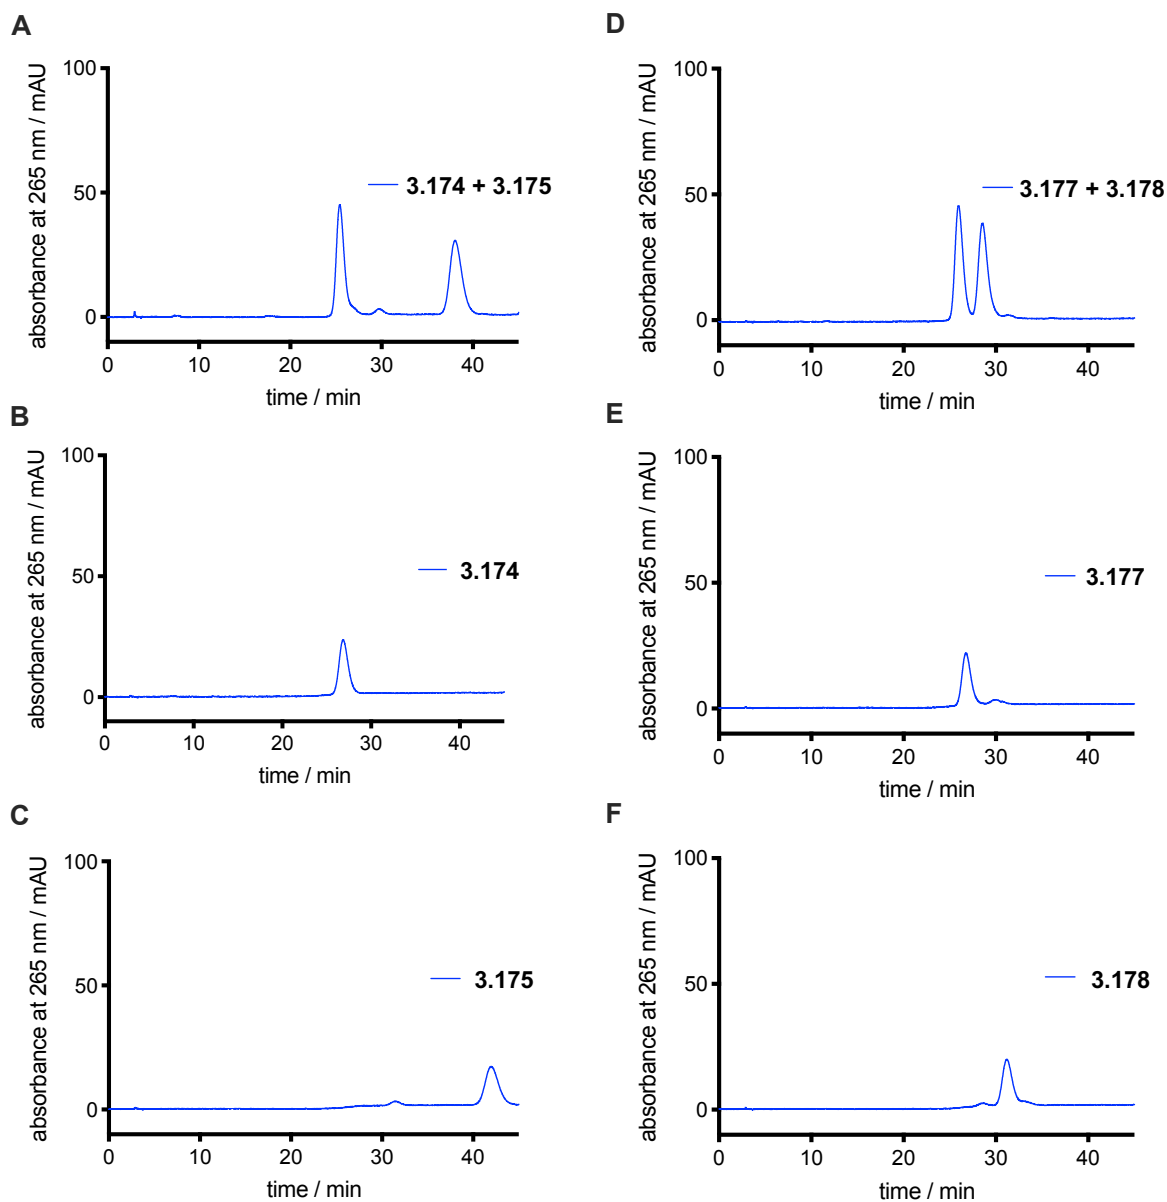 A
absorbance at 265 nm / mAU
100
50
0
3.174 + 3.175
0 10 20 30 40
time / min
D
absorbance at 265 nm / mAU
100
50
0
3.177 + 3.178
0 10 20 30 40
time / min
B
absorbance at 265 nm / mAU
100
50
0
3.174
0 10 20 30 40
time / min
E
absorbance at 265 nm / mAU
100
50
0
3.177
0 10 20 30 40
time / min
C
absorbance at 265 nm / mAU
100
50
0
3.175
0 10 20 30 40
time / min
F
absorbance at 265 nm / mAU
100
50
0
3.178
0 10 20 30 40
time / min